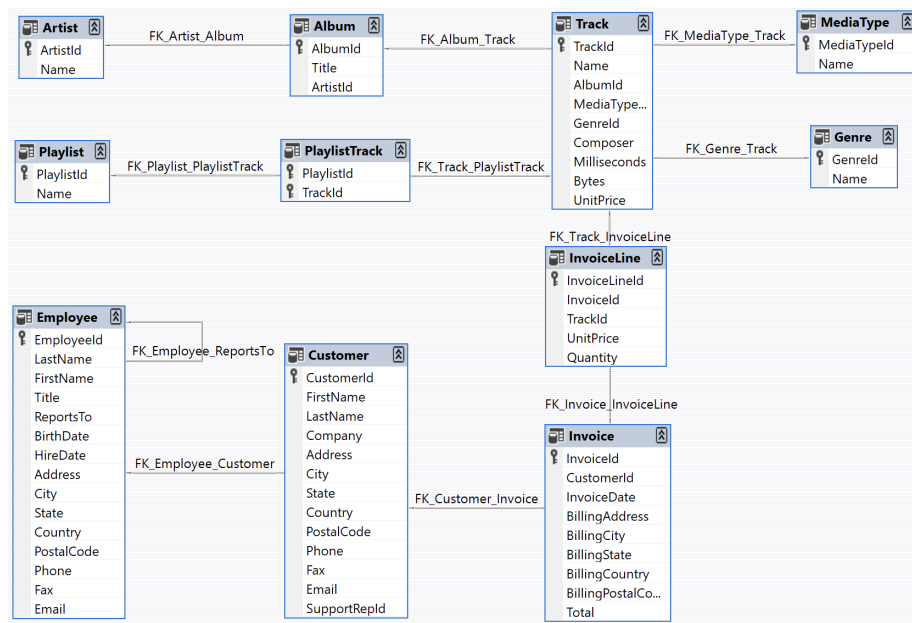 Artist
ArtistId
Name
FK_Artist_Album
Album
AlbumId
Title
ArtistId
FK_Album_Track
Track
TrackId
Name
AlbumId
MediaType...
GenreId
Composer
Milliseconds
Bytes
UnitPrice
FK_MediaType_Track
MediaType
MediaTypeId
Name
FK_Genre_Track
Genre
GenreId
Name
Playlist
PlaylistId
Name
FK_Playlist_PlaylistTrack
PlaylistTrack
PlaylistId
TrackId
FK_Track_PlaylistTrack
FK_Track_InvoiceLine
InvoiceLine
InvoiceLineId
InvoiceId
TrackId
UnitPrice
Quantity
Employee
EmployeeId
LastName
FirstName
Title
ReportsTo
BirthDate
HireDate
Address
City
State
Country
PostalCode
Phone
Fax
Email
FK_Employee_ReportsTo
FK_Employee_Customer
Customer
CustomerId
FirstName
LastName
Company
Address
City
State
Country
PostalCode
Phone
Fax
Email
SupportRepId
FK_Customer_Invoice
FK_Invoice_InvoiceLine
Invoice
InvoiceId
CustomerId
InvoiceDate
BillingAddress
BillingCity
BillingState
BillingCountry
BillingPostalCo...
Total